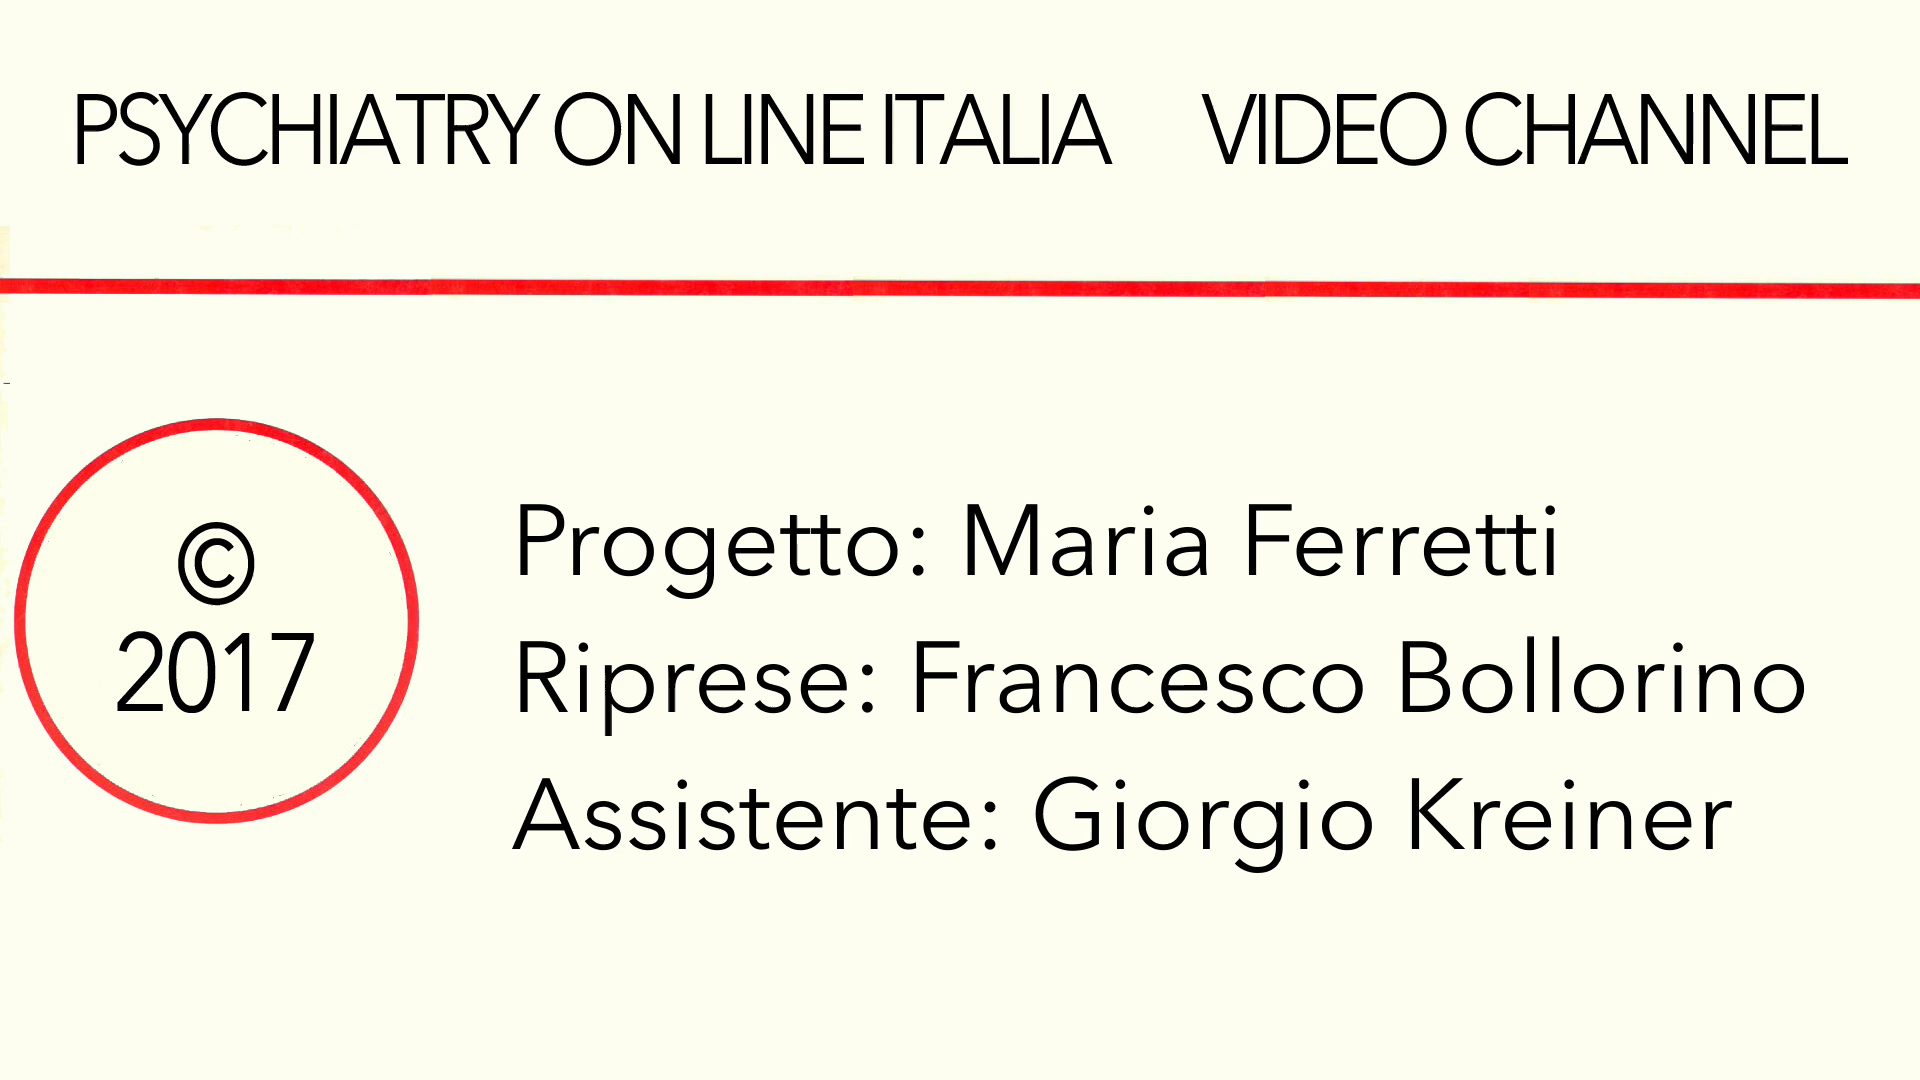 PSYCHIATRY ON LINE ITALIA VIDEO CHANNEL
©
2017
Progetto: Maria Ferretti
Riprese: Francesco Bollorino
Assistente: Giorgio Kreiner